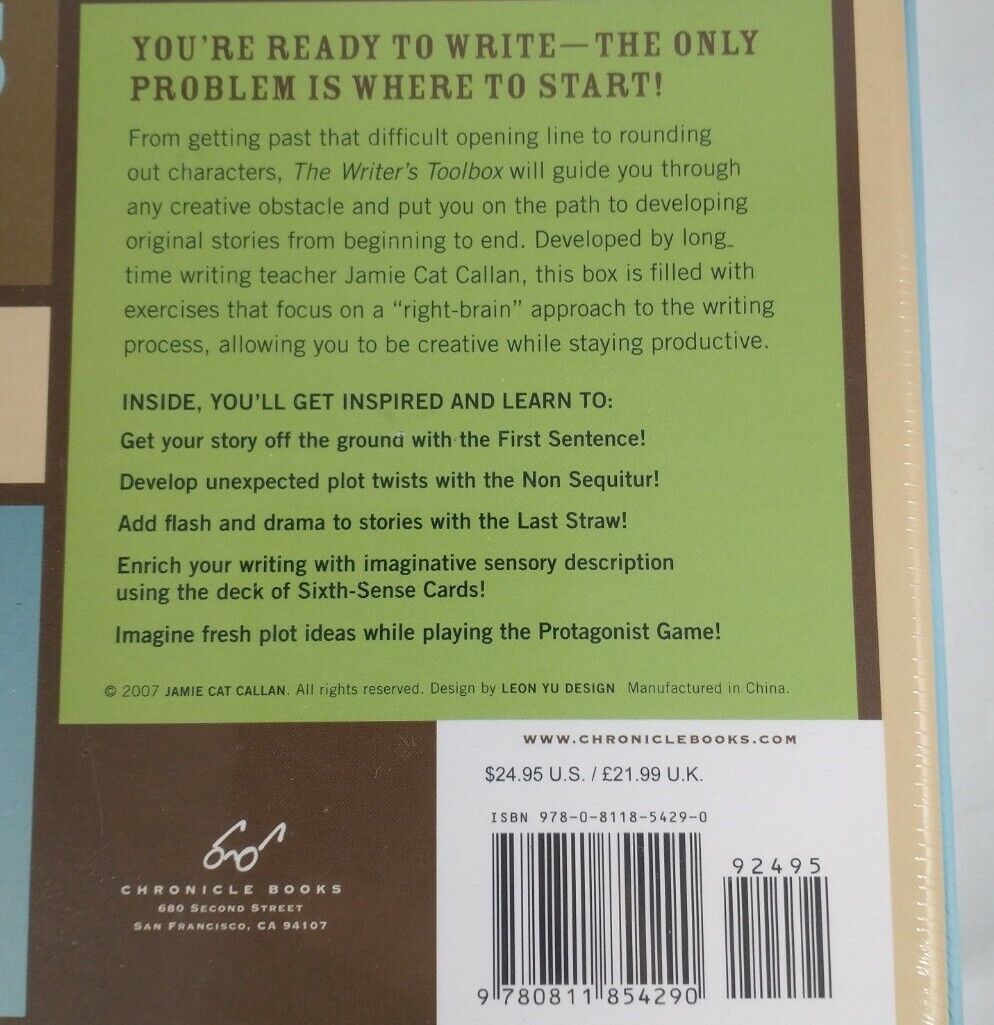 YOU'RE READY TO WRITE—THE ONLY
PROBLEM IS WHERE TO START!
From getting past that difficult opening line to rounding
out characters, The Writer's Toolbox will guide you through
any creative obstacle and put you on the path to developing
original stories from beginning to end. Developed by long-
time writing teacher Jamie Cat Callan, this box is filled with
exercises that focus on a “right-brain” approach to the writing
process, allowing you to be creative while staying productive.
INSIDE, YOU'LL GET INSPIRED AND LEARN TO:
Get your story off the ground with the First Sentence!
Develop unexpected plot twists with the Non Sequitur!
Add flash and drama to stories with the Last Straw!
Enrich your writing with imaginative sensory description
using the deck of Sixth-Sense Cards!
Imagine fresh plot ideas while playing the Protagonist Game!
© 2007 JAMIE CAT CALLAN. All rights reserved. Design by LEON YU DESIGN Manufactured in China.
WWW.CHRONICLEBOOKS.COM
$24.95 U.S. / £21.99 U.K.
ISBN 978-0-8118-5429-0
92495
9 780811 854290
CHRONICLE BOOKS
680 SECOND STREET
SAN FRANCISCO, CA 94107